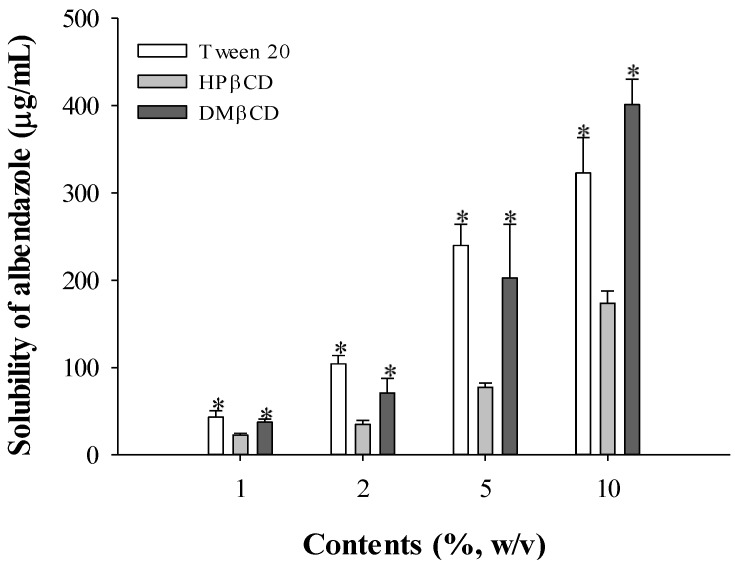 Solubility of albendazole (μg/mL)
500
400
300
200
100
0
Tween 20
HPβCD
DMβCD
*
*
*
*
*
*
*
*
1 2 5 10
Contents (%, w/v)